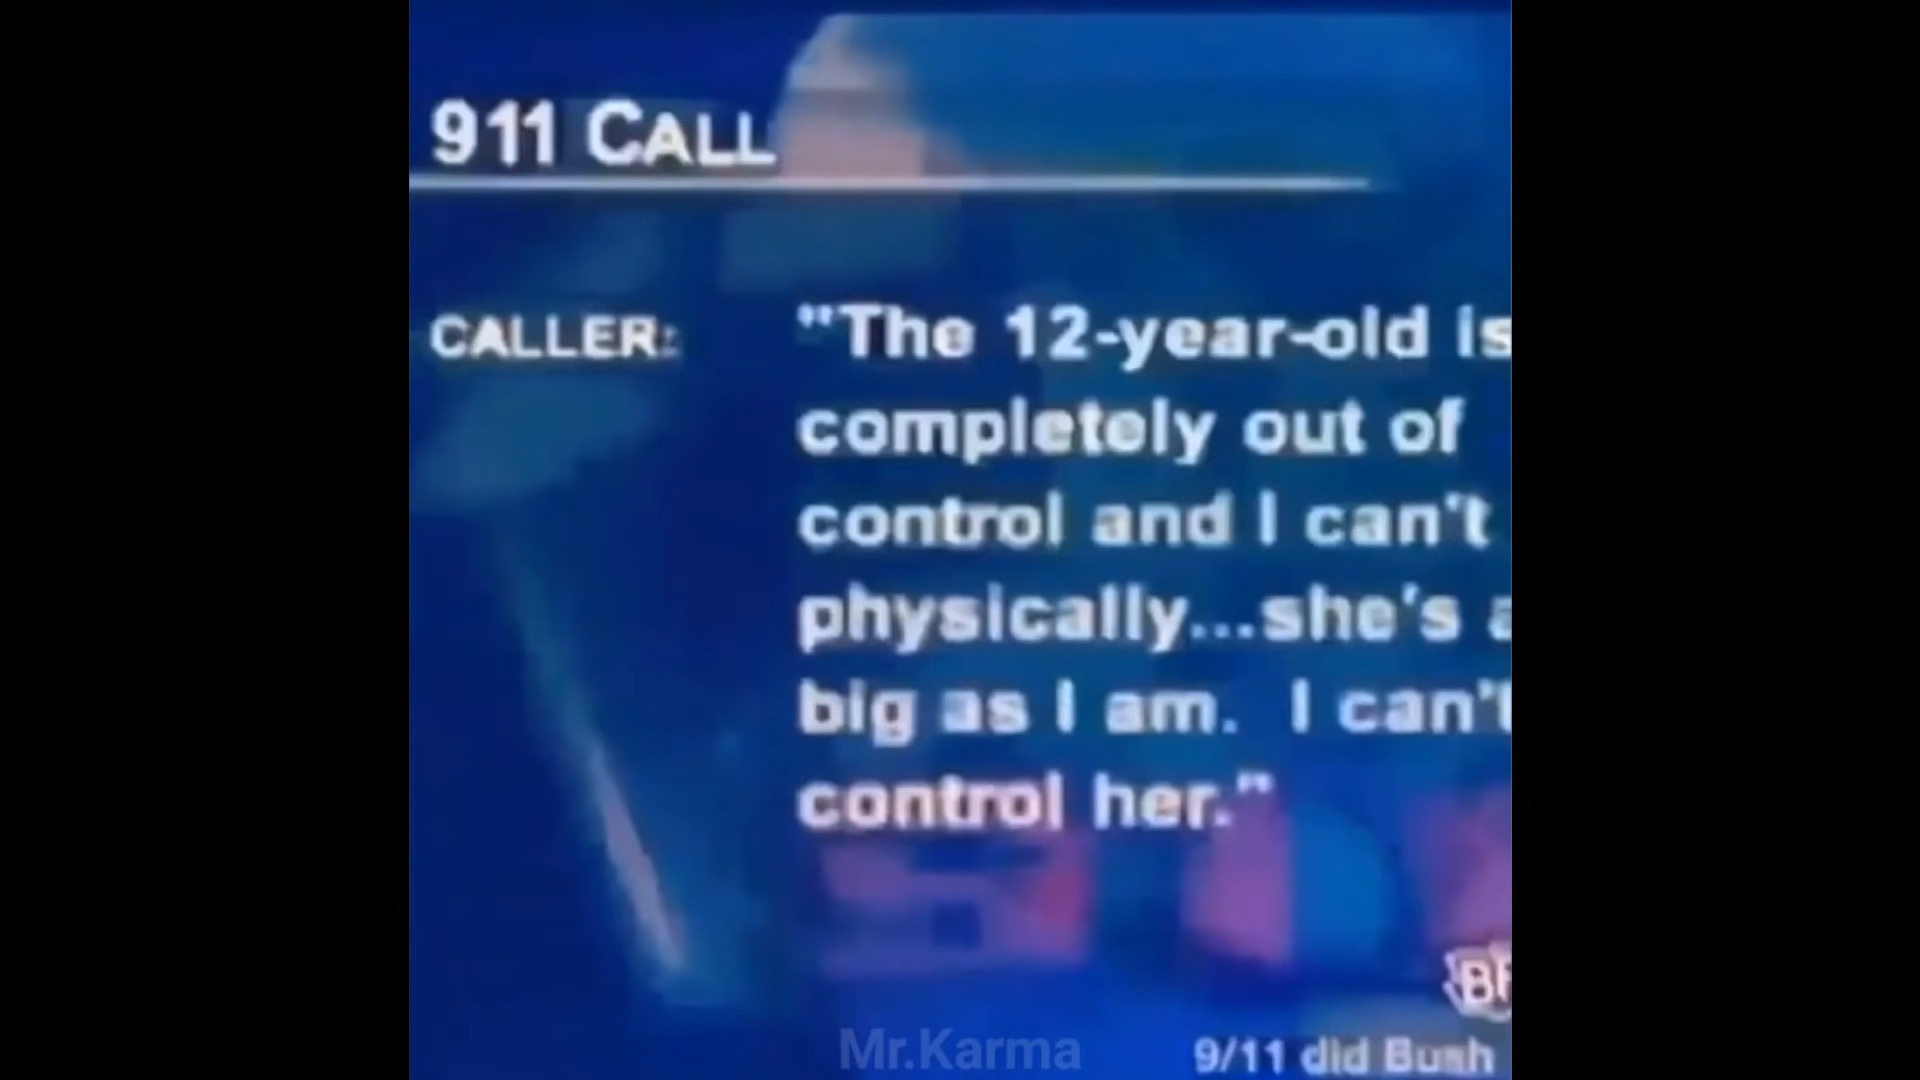 911 CALL
CALLER:
"The 12-year-old is
completely out of
control and I can't
physically...she's a
big as I am. I can't
control her."
BR
Mr.Karma
9/11 did Bush